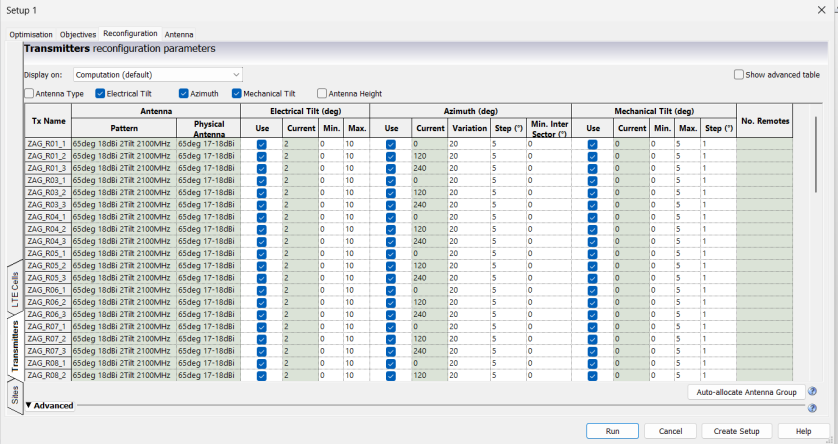 Setup 1
Optimisation Objectives Reconfiguration Antenna
Transmitters reconfiguration parameters
Display on: Computation (default) Show advanced table
Antenna Type Electrical Tilt Azimuth Mechanical Tilt Antenna Height
Tx Name Antenna Electrical Tilt (deg) Azimuth (deg) Mechanical Tilt (deg) No. Remotes
Pattern Physical Antenna Use Current Min. Max. Use Current Variation Step (°) Min. Inter Sector (°) Use Current Min. Max. Step (°)
ZAG_R01_1 65deg 18dBi 2Tilt 2100MHz 65deg 17-18dBi 2 0 10 0 20 5 0 0 0 5 1
ZAG_R01_2 65deg 18dBi 2Tilt 2100MHz 65deg 17-18dBi 2 0 10 120 20 5 0 0 0 5 1
ZAG_R01_3 65deg 18dBi 2Tilt 2100MHz 65deg 17-18dBi 2 0 10 240 20 5 0 0 0 5 1
ZAG_R03_1 65deg 18dBi 2Tilt 2100MHz 65deg 17-18dBi 2 0 10 0 20 5 0 0 0 5 1
ZAG_R03_2 65deg 18dBi 2Tilt 2100MHz 65deg 17-18dBi 2 0 10 120 20 5 0 0 0 5 1
ZAG_R03_3 65deg 18dBi 2Tilt 2100MHz 65deg 17-18dBi 2 0 10 240 20 5 0 0 0 5 1
ZAG_R04_1 65deg 18dBi 2Tilt 2100MHz 65deg 17-18dBi 2 0 10 0 20 5 0 0 0 5 1
ZAG_R04_2 65deg 18dBi 2Tilt 2100MHz 65deg 17-18dBi 2 0 10 120 20 5 0 0 0 5 1
ZAG_R04_3 65deg 18dBi 2Tilt 2100MHz 65deg 17-18dBi 2 0 10 240 20 5 0 0 0 5 1
ZAG_R05_1 65deg 18dBi 2Tilt 2100MHz 65deg 17-18dBi 2 0 10 0 20 5 0 0 0 5 1
ZAG_R05_2 65deg 18dBi 2Tilt 2100MHz 65deg 17-18dBi 2 0 10 120 20 5 0 0 0 5 1
ZAG_R05_3 65deg 18dBi 2Tilt 2100MHz 65deg 17-18dBi 2 0 10 240 20 5 0 0 0 5 1
ZAG_R06_1 65deg 18dBi 2Tilt 2100MHz 65deg 17-18dBi 2 0 10 0 20 5 0 0 0 5 1
ZAG_R06_2 65deg 18dBi 2Tilt 2100MHz 65deg 17-18dBi 2 0 10 120 20 5 0 0 0 5 1
ZAG_R06_3 65deg 18dBi 2Tilt 2100MHz 65deg 17-18dBi 2 0 10 240 20 5 0 0 0 5 1
ZAG_R07_1 65deg 18dBi 2Tilt 2100MHz 65deg 17-18dBi 2 0 10 0 20 5 0 0 0 5 1
ZAG_R07_2 65deg 18dBi 2Tilt 2100MHz 65deg 17-18dBi 2 0 10 120 20 5 0 0 0 5 1
ZAG_R07_3 65deg 18dBi 2Tilt 2100MHz 65deg 17-18dBi 2 0 10 240 20 5 0 0 0 5 1
ZAG_R08_1 65deg 18dBi 2Tilt 2100MHz 65deg 17-18dBi 2 0 10 0 20 5 0 0 0 5 1
ZAG_R08_2 65deg 18dBi 2Tilt 2100MHz 65deg 17-18dBi 2 0 10 120 20 5 0 0 0 5 1
LTE Cells
Transmitters
Sites
Auto-allocate Antenna Group
Advanced
Run Cancel Create Setup Help